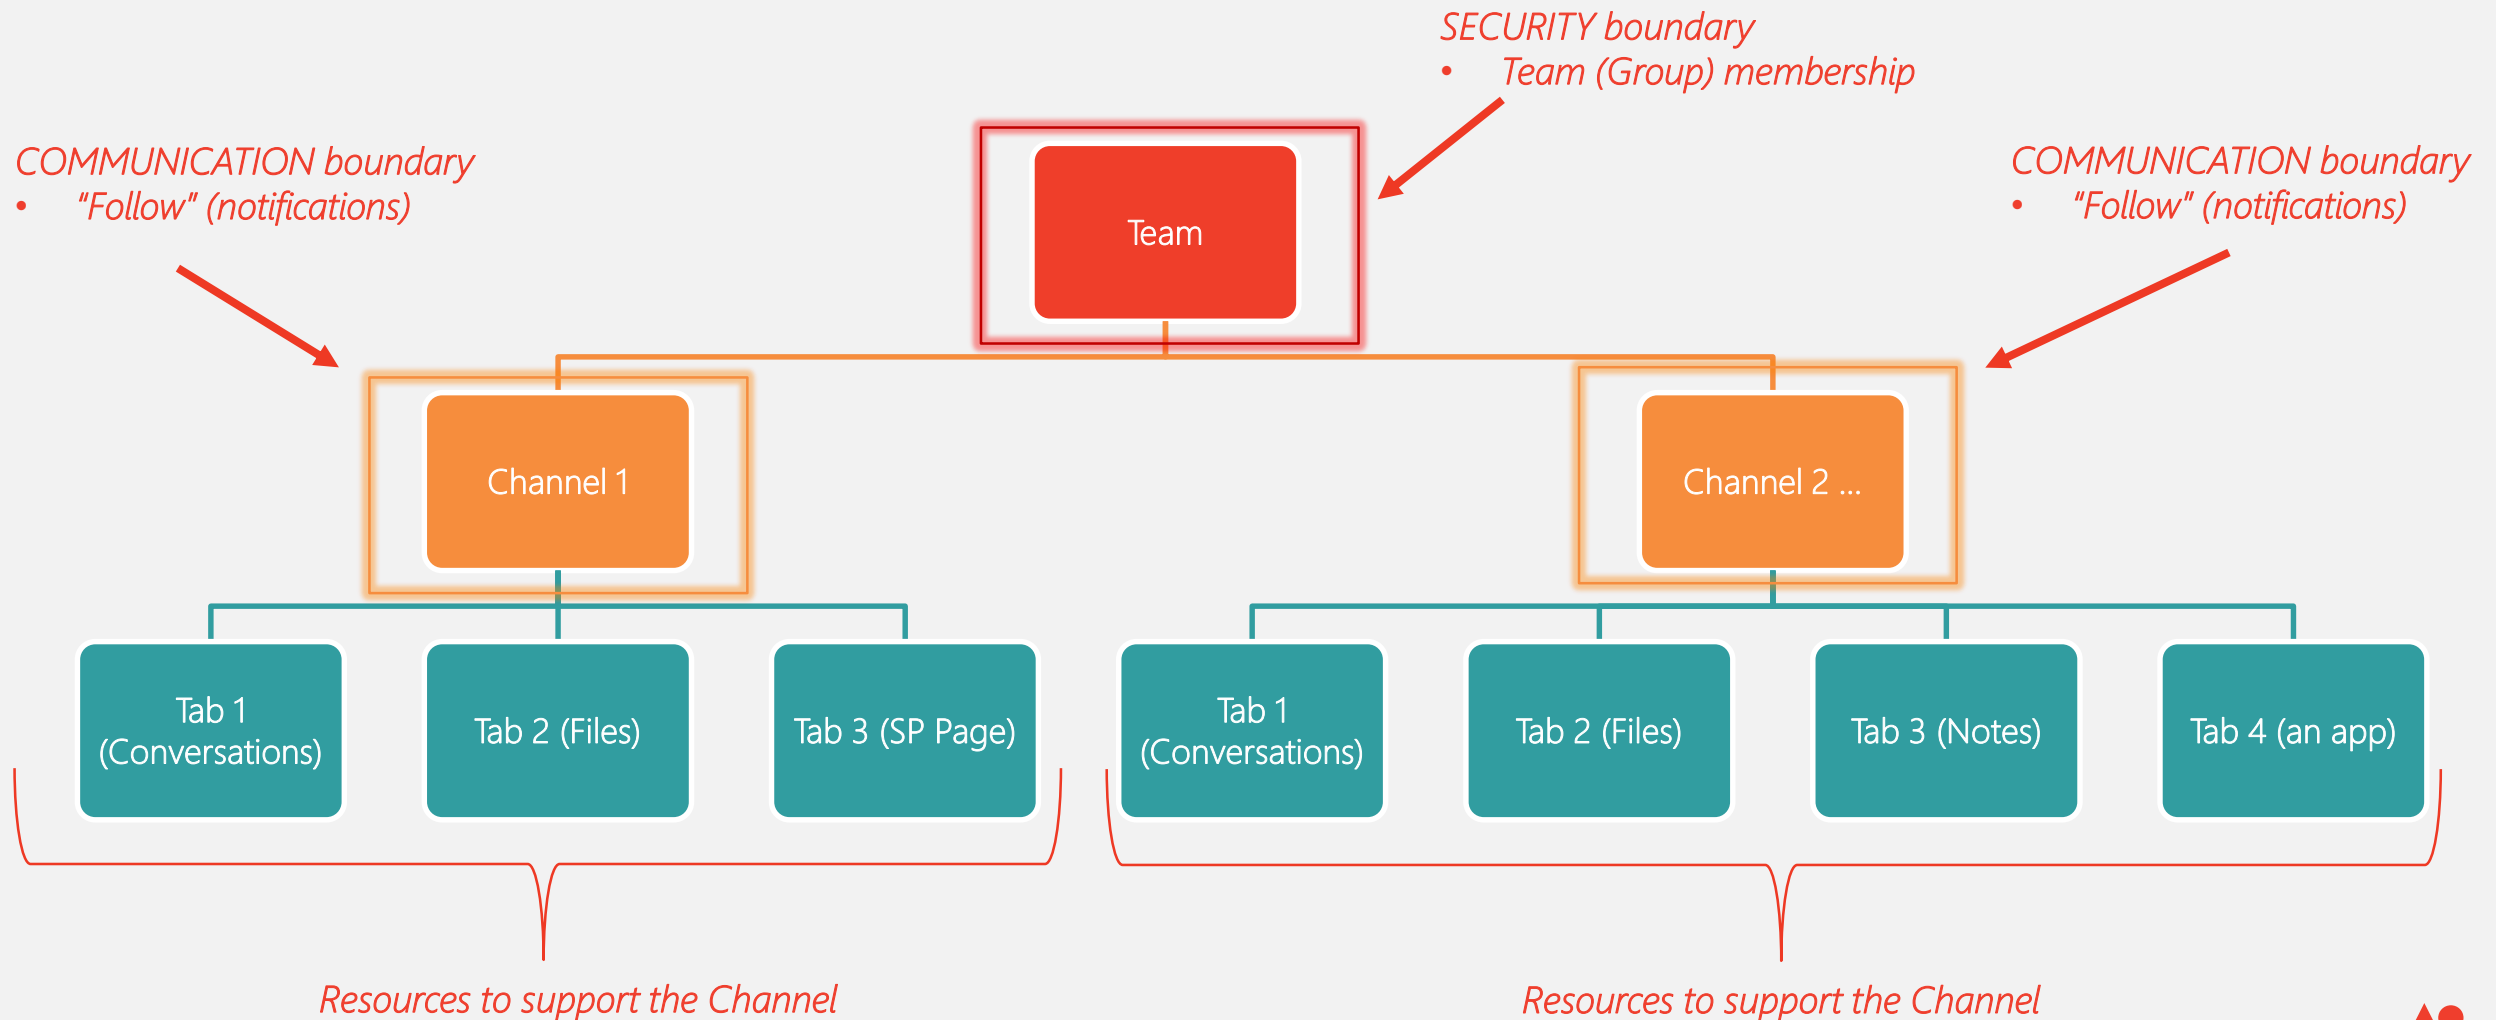 SECURITY boundary
• Team (Group) membership
COMMUNICATION boundary
• “Follow” (notifications)
COMMUNICATION boundary
• “Follow” (notifications)
Team
Channel 1
Channel 2 ...
Tab 1
(Conversations)
Tab 2 (Files)
Tab 3 (SP Page)
Tab 1
(Conversations)
Tab 2 (Files)
Tab 3 (Notes)
Tab 4 (an app)
Resources to support the Channel
Resources to support the Channel